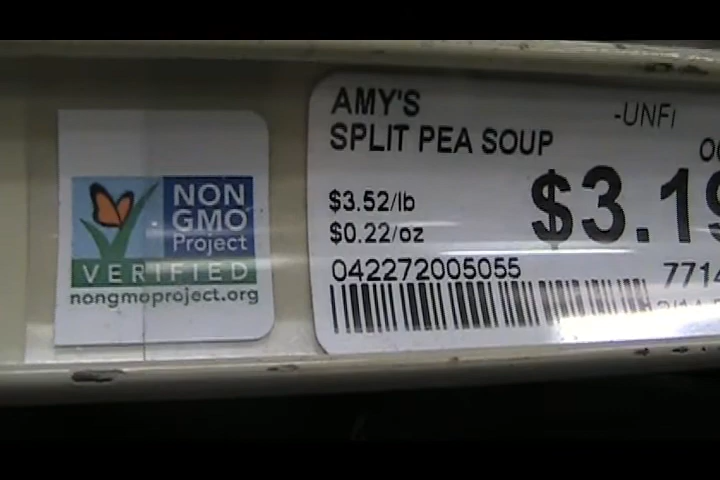 NON
GMO
Project
VERIFIED
nongmoproject.org
AMY'S
SPLIT PEA SOUP
-UNFI
$3.52/lb
$0.22/oz
$3.19
042272005055
7714